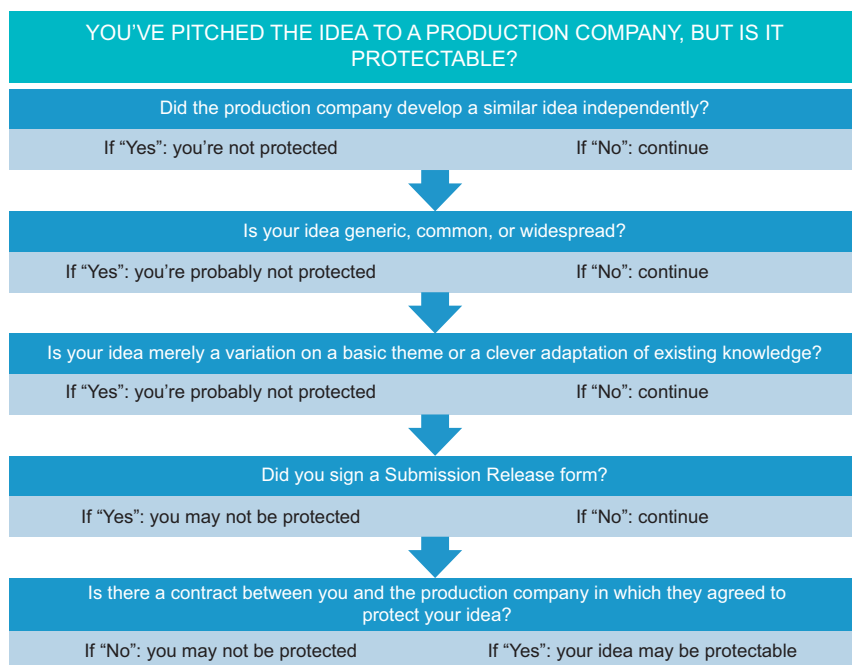 YOU’VE PITCHED THE IDEA TO A PRODUCTION COMPANY, BUT IS IT
PROTECTABLE?
Did the production company develop a similar idea independently?
If “Yes”: you’re not protected If “No”: continue
Is your idea generic, common, or widespread?
If “Yes”: you’re probably not protected If “No”: continue
Is your idea merely a variation on a basic theme or a clever adaptation of existing knowledge?
If “Yes”: you’re probably not protected If “No”: continue
Did you sign a Submission Release form?
If “Yes”: you may not be protected If “No”: continue
Is there a contract between you and the production company in which they agreed to
protect your idea?
If “No”: you may not be protected If “Yes”: your idea may be protectable